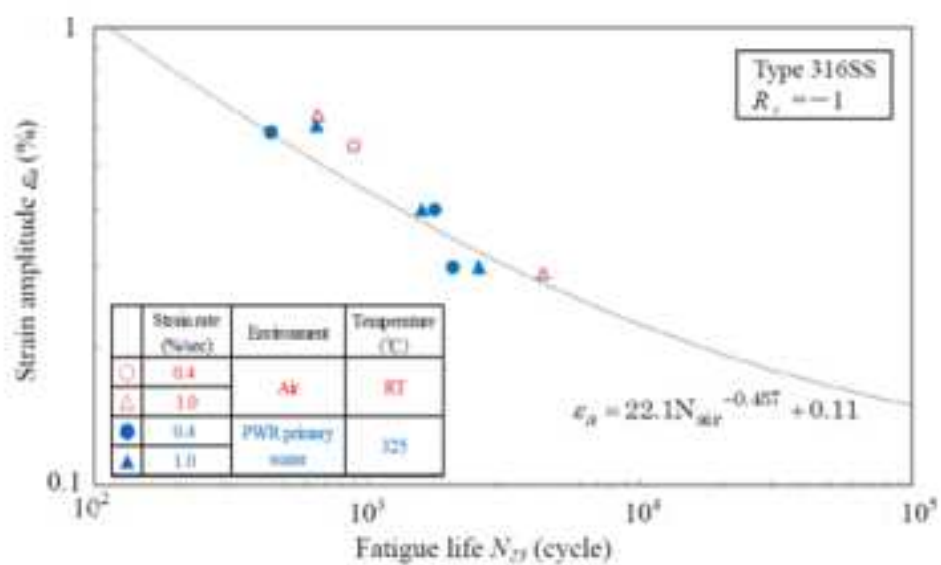 1
Type 316SS
R ε = −1
Strain amplitude εa (%)
Strain rate (%/sec) Environment Temperature (℃)
0.4 Air RT
1.0
0.4 PWR primary water 325
1.0
εa = 22.1Nair−0.457 + 0.11
0.1
10² 10³ 10⁴ 10⁵
Fatigue life N25 (cycle)